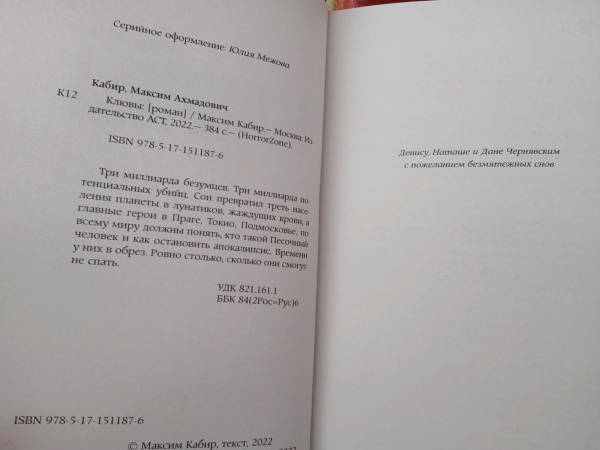 Серийное оформление: Юлия Межова
Кабир, Максим Ахмадович
К12
Клювы: [роман] / Максим Кабир.— Москва: Из
дательство АСТ, 2022.— 384 с.— (HorrorZone).
ISBN 978-5-17-151187-6
Три миллиарда безумцев. Три миллиарда по
тенциальных убийц. Сон превратил треть насе
ления планеты в лунатиков, жаждущих крови, а
главные герои в Праге, Токио, Подмосковье, по
всему миру должны понять, кто такой Песочный
человек и как остановить апокалипсис. Времени
у них в обрез. Ровно столько, сколько они смогут
не спать.
УДК 821.161.1
ББК 84(2Рос=Рус)6
ISBN 978-5-17-151187-6
© Максим Кабир, текст, 2022
Денису, Наташе и Дане Чернявским
с пожеланием безмятежных снов